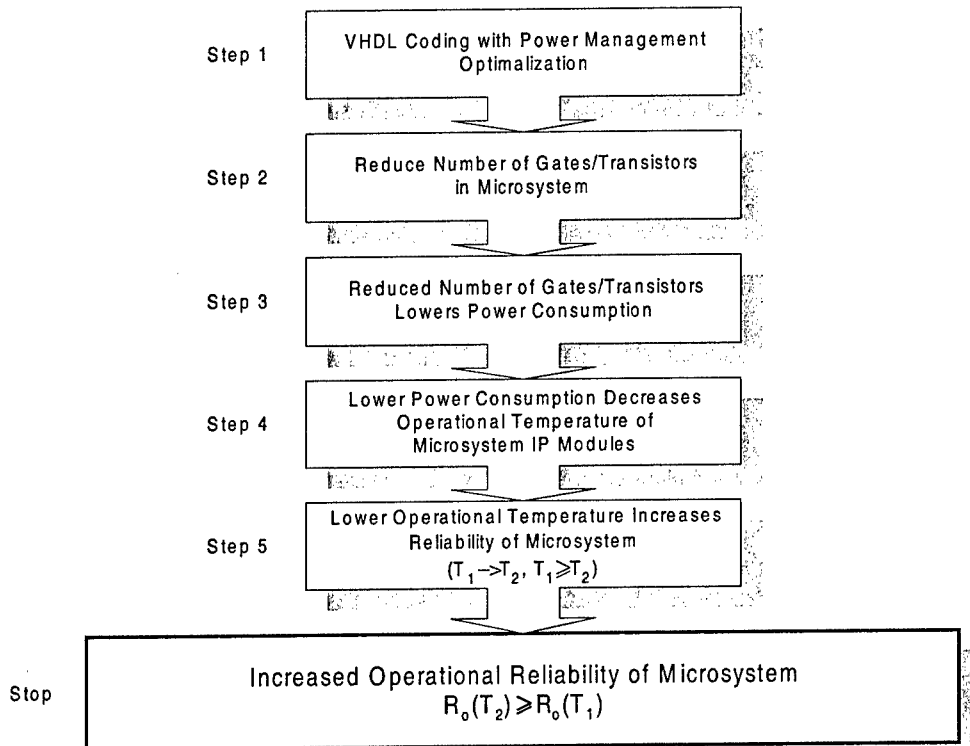 Step 1
VHDL Coding with Power Management
Optimalization
Step 2
Reduce Number of Gates/Transistors
in Microsystem
Step 3
Reduced Number of Gates/Transistors
Lowers Power Consumption
Step 4
Lower Power Consumption Decreases
Operational Temperature of
Microsystem IP Modules
Step 5
Lower Operational Temperature Increases
Reliability of Microsystem
(T₁->T₂, T₁⩾T₂)
Stop
Increased Operational Reliability of Microsystem
Rₒ(T₂)⩾Rₒ(T₁)